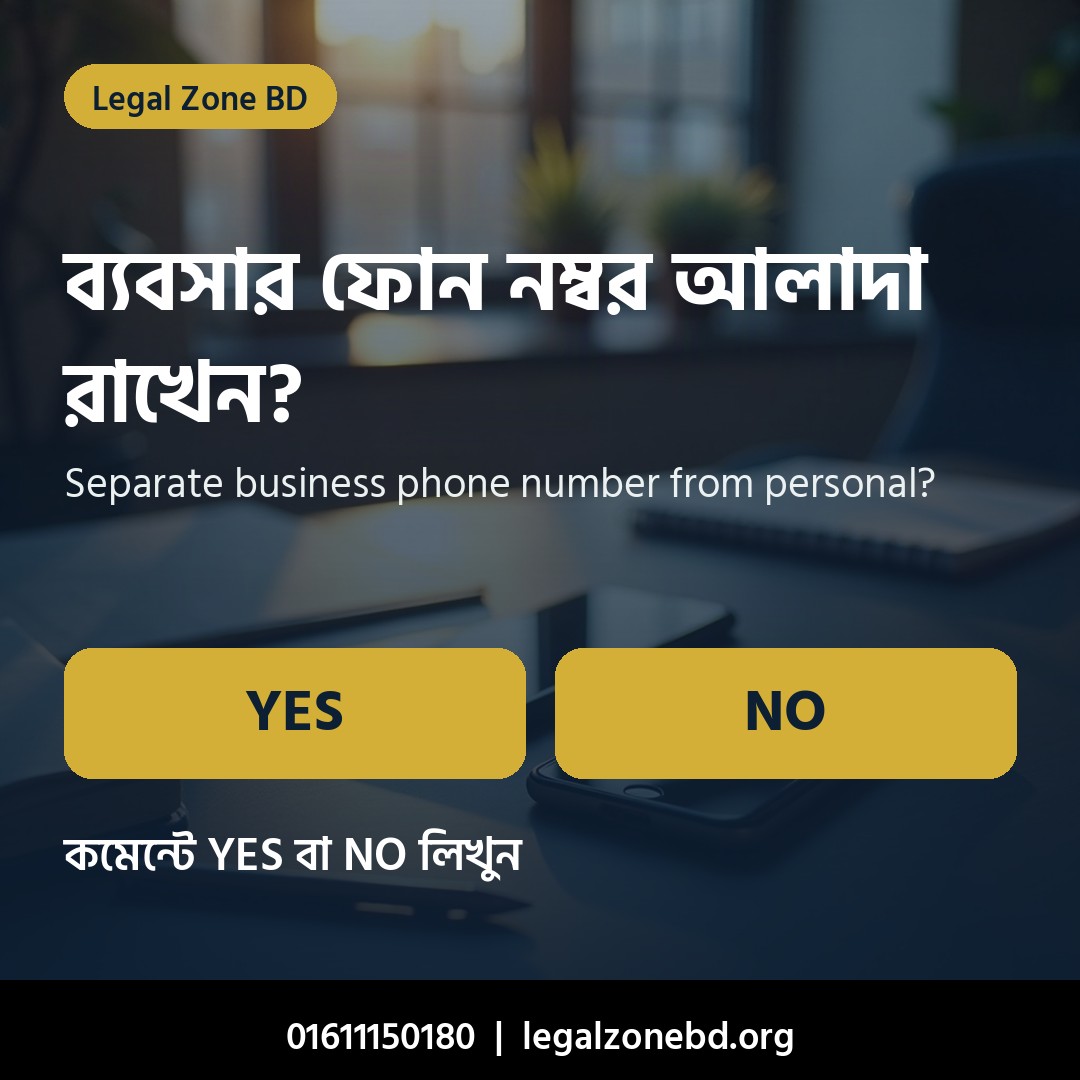 Legal Zone BD
ব্যবসার ফোন নম্বর আলাদা
রাখেন?
Separate business phone number from personal?
YES
NO
কমেন্টে YES বা NO লিখুন
01611150180 | legalzonebd.org